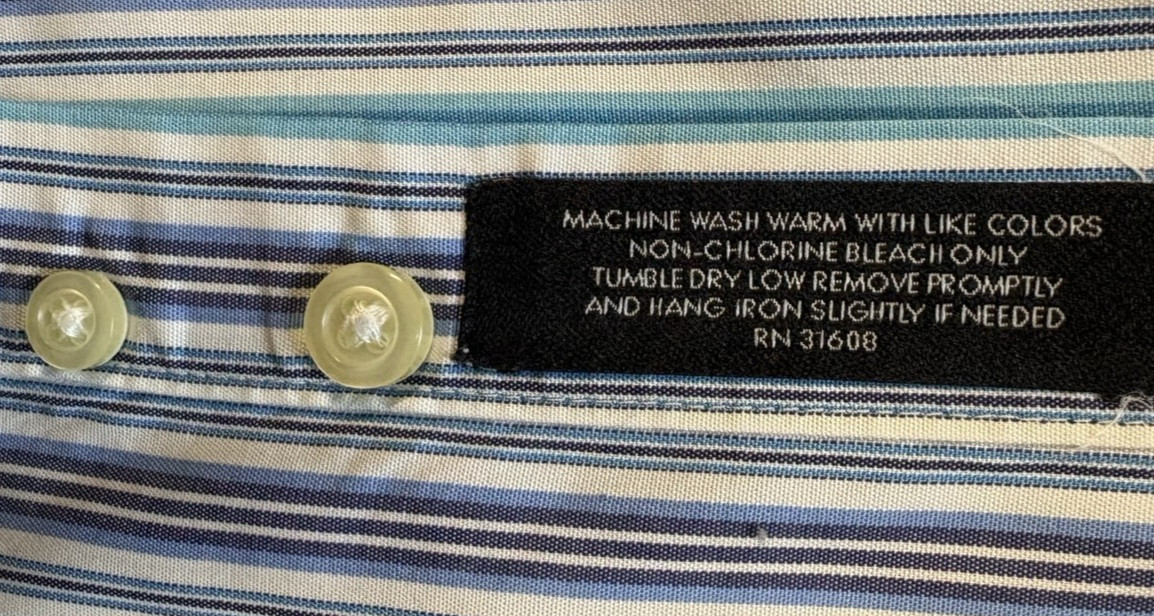 MACHINE WASH WARM WITH LIKE COLORS
NON-CHLORINE BLEACH ONLY
TUMBLE DRY LOW REMOVE PROMPTLY
AND HANG IRON SLIGHTLY IF NEEDED
RN 31608